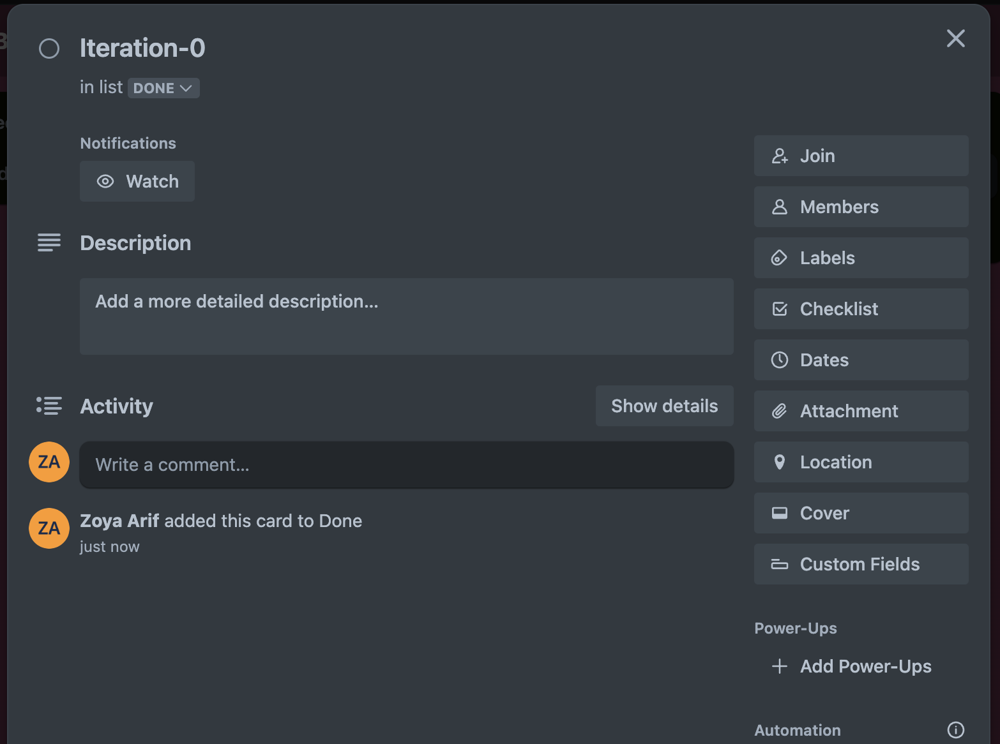 Iteration-0
in list DONE
Notifications
Watch
Description
Add a more detailed description...
Activity
Show details
ZA
Write a comment...
ZA
Zoya Arif added this card to Done
just now
Join
Members
Labels
Checklist
Dates
Attachment
Location
Cover
Custom Fields
Power-Ups
Add Power-Ups
Automation